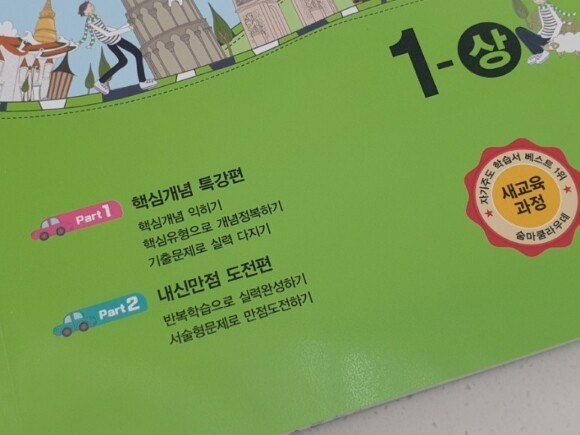 1-상
Part 1
핵심개념 특강편
핵심개념 익히기
핵심유형으로 개념정복하기
기출문제로 실력 다지기
Part 2
내신만점 도전편
반복학습으로 실력완성하기
서술형문제로 만점도전하기
자기주도 학습서 베스트 1위
새교육
과정
숨마쿰라우데